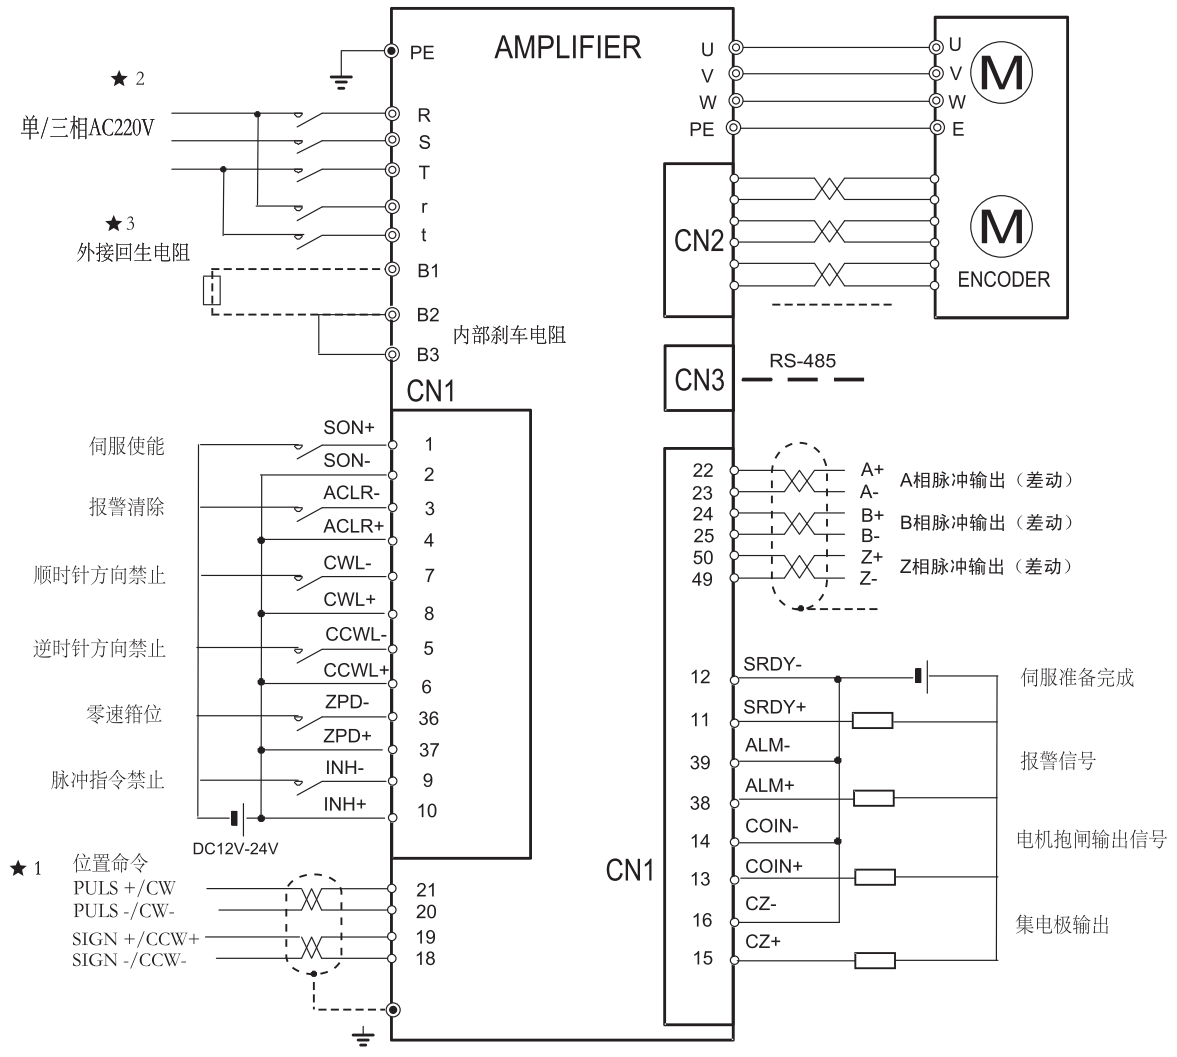 AMPLIFIER
PE
★ 2
单/三相AC220V
R
S
T
r
t
★ 3
外接回生电阻
B1
B2
B3
内部刹车电阻
CN1
伺服使能
SON+
1
SON-
2
报警清除
ACLR-
3
ACLR+
4
顺时针方向禁止
CWL-
7
CWL+
8
逆时针方向禁止
CCWL-
5
CCWL+
6
零速箝位
ZPD-
36
ZPD+
37
脉冲指令禁止
INH-
9
INH+
10
DC12V-24V
★ 1
位置命令
PULS +/CW
21
PULS -/CW-
20
SIGN +/CCW+
19
SIGN -/CCW-
18
U
V
W
PE
U
V
W
E
M
CN2
M
ENCODER
CN3
RS-485
22
A+
23
A-
A相脉冲输出（差动）
24
B+
25
B-
B相脉冲输出（差动）
50
Z+
49
Z-
Z相脉冲输出（差动）
12
SRDY-
伺服准备完成
11
SRDY+
39
ALM-
报警信号
38
ALM+
14
COIN-
电机抱闸输出信号
CN1
13
COIN+
16
CZ-
集电极输出
15
CZ+